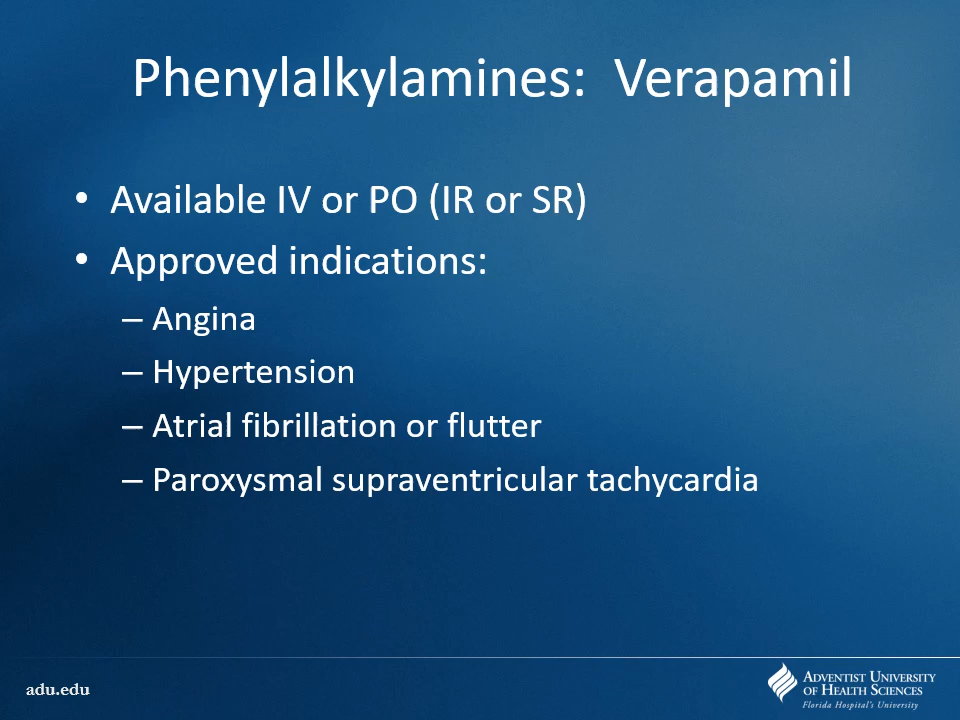 Phenylalkylamines: Verapamil
• Available IV or PO (IR or SR)
• Approved indications:
– Angina
– Hypertension
– Atrial fibrillation or flutter
– Paroxysmal supraventricular tachycardia
adu.edu
ADVENTIST UNIVERSITY
OF HEALTH SCIENCES
Florida Hospital's University